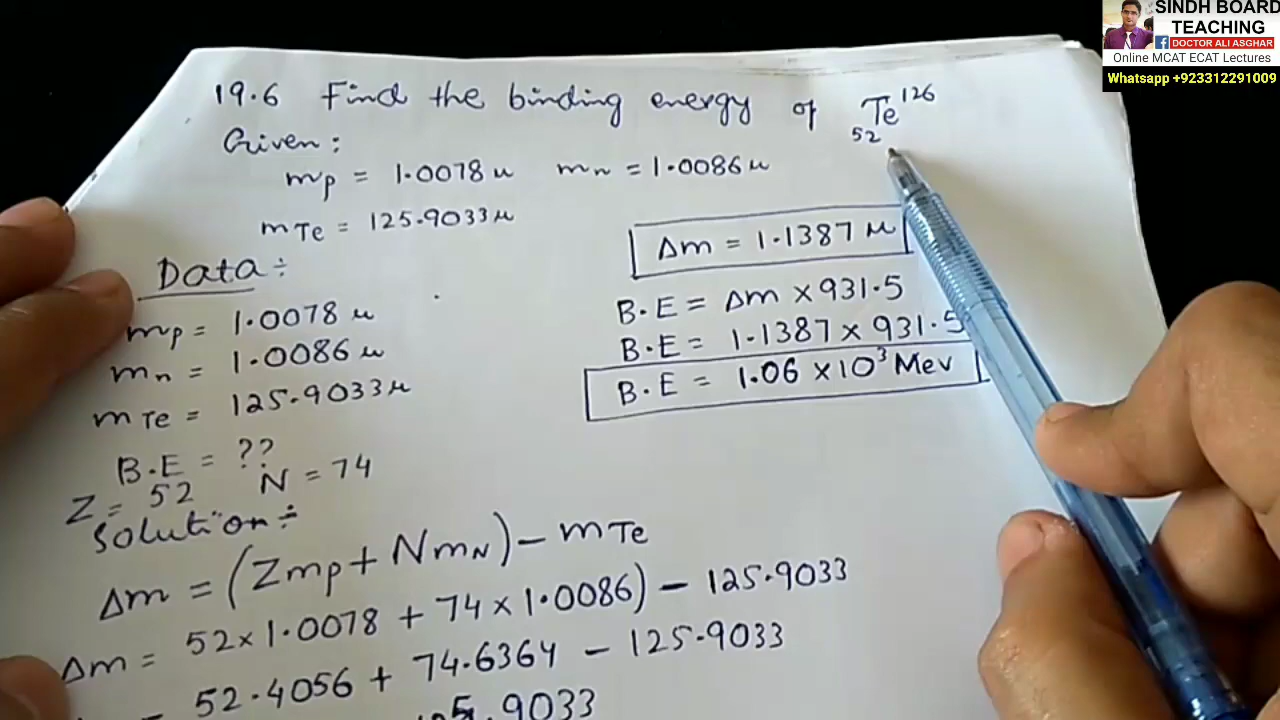 SINDH BOARD
TEACHING
DOCTOR ALI ASGHAR
Online MCAT ECAT Lectures
Whatsapp +923312291009
19.6 Find the binding energy of ₅₂Te¹²⁶
Given:
mp = 1.0078 u mn = 1.0086 u
mTe = 125.9033 u
Data ÷
mp = 1.0078 u
mn = 1.0086 u
mTe = 125.9033 u
B.E = ??
Z = 52 N = 74
Solution ÷
Δm = (Zmp + NmN) - mTe
Δm = 52 x 1.0078 + 74 x 1.0086) - 125.9033
52.4056 + 74.6364 - 125.9033
125.9033
Δm = 1.1387 u
B.E = Δm x 931.5
B.E = 1.1387 x 931.5
B.E = 1.06 x 10³ Mev